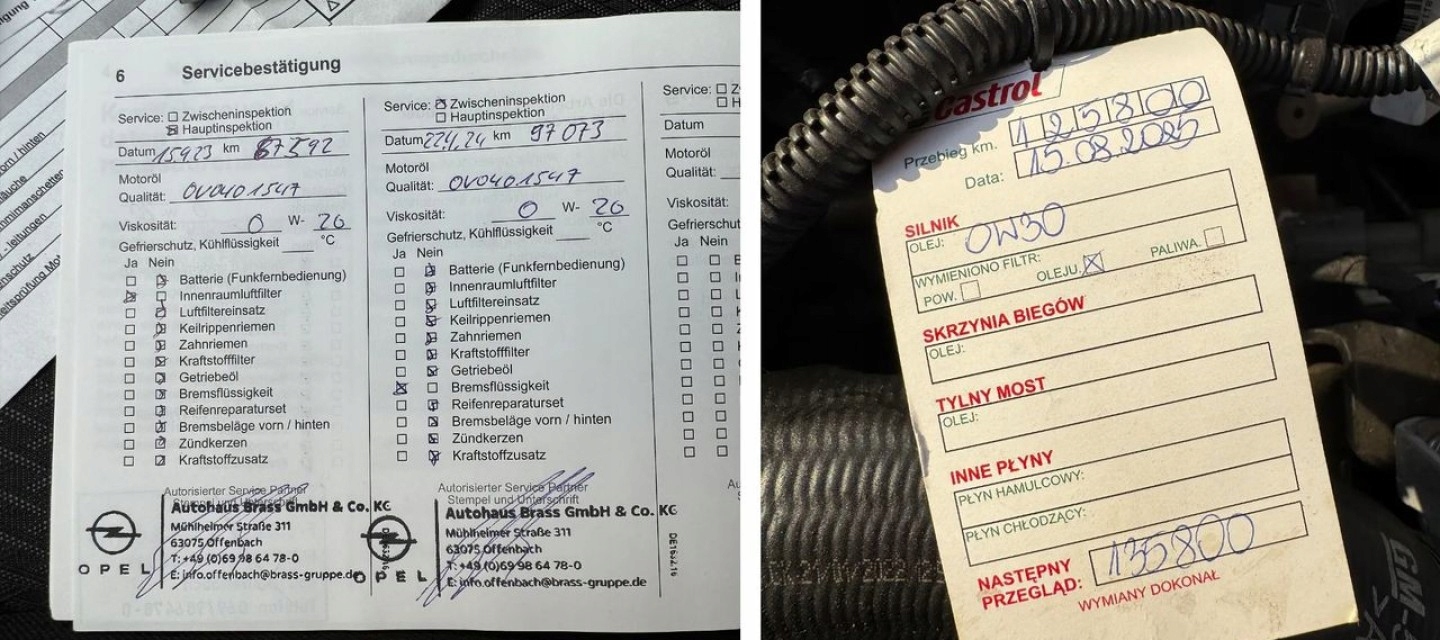 6 Servicebestätigung
Service: Zwischeninspektion
Hauptinspektion
Datum 15923 km 87592
Motoröl
Qualität: OV0401547
Viskosität: 0 W- 20
Gefrierschutz, Kühlflüssigkeit °C
Ja Nein
Batterie (Funkfernbedienung)
Innenraumluftfilter
Luftfiltereinsatz
Keilrippenriemen
Zahnriemen
Kraftstofffilter
Getriebeöl
Bremsflüssigkeit
Reifenreparaturset
Bremsbeläge vorn / hinten
Zündkerzen
Kraftstoffzusatz
Autorisierter Service Partner
Stempel und Unterschrift
Autohaus Brass GmbH & Co. KG
Mühlheimer Straße 311
63075 Offenbach
T: +49 (0)69 98 64 78-0
E: info.offenbach@brass-gruppe.de
OPEL
Service: Zwischeninspektion
Hauptinspektion
Datum 224,24 km 97073
Motoröl
Qualität: OV0401547
Viskosität: 0 W- 20
Gefrierschutz, Kühlflüssigkeit °C
Ja Nein
Batterie (Funkfernbedienung)
Innenraumluftfilter
Luftfiltereinsatz
Keilrippenriemen
Zahnriemen
Kraftstofffilter
Getriebeöl
Bremsflüssigkeit
Reifenreparaturset
Bremsbeläge vorn / hinten
Zündkerzen
Kraftstoffzusatz
Autorisierter Service Partner
Stempel und Unterschrift
Autohaus Brass GmbH & Co. KG
Mühlheimer Straße 311
63075 Offenbach
T: +49 (0)69 98 64 78-0
E: info.offenbach@brass-gruppe.de
OPEL
Service: Z
H
Datum
Motoröl
Qualität:
Viskosität:
Gefrierschutz
Ja Nein
Castrol
Przebieg km. 125800
Data: 15.08.2025
SILNIK
OLEJ: 0W30
WYMIENIONO FILTR:
POW. OLEJU. PALIWA.
SKRZYNIA BIEGÓW
OLEJ:
TYLNY MOST
OLEJ:
INNE PŁYNY
PŁYN HAMULCOWY:
PŁYN CHŁODZĄCY:
NASTĘPNY
PRZEGLĄD: 135800
WYMIANY DOKONAŁ
GM